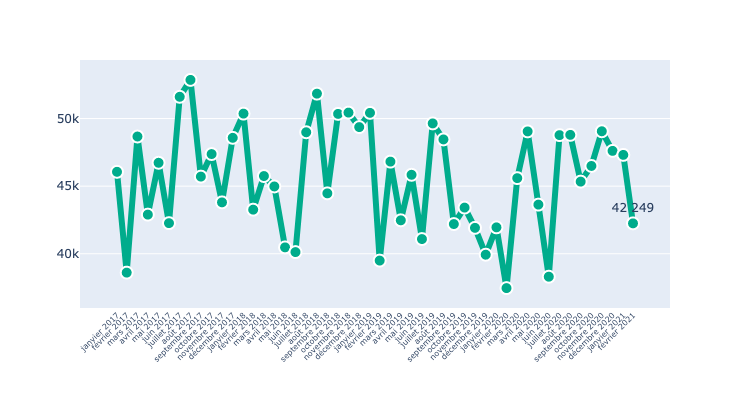 50k
45k
40k
42 249
janvier 2017
février 2017
mars 2017
avril 2017
mai 2017
juin 2017
juillet 2017
août 2017
septembre 2017
octobre 2017
novembre 2017
décembre 2017
janvier 2018
février 2018
mars 2018
avril 2018
mai 2018
juin 2018
juillet 2018
août 2018
septembre 2018
octobre 2018
novembre 2018
décembre 2018
janvier 2019
février 2019
mars 2019
avril 2019
mai 2019
juin 2019
juillet 2019
août 2019
septembre 2019
octobre 2019
novembre 2019
décembre 2019
janvier 2020
février 2020
mars 2020
avril 2020
mai 2020
juin 2020
juillet 2020
août 2020
septembre 2020
octobre 2020
novembre 2020
décembre 2020
janvier 2021
février 2021